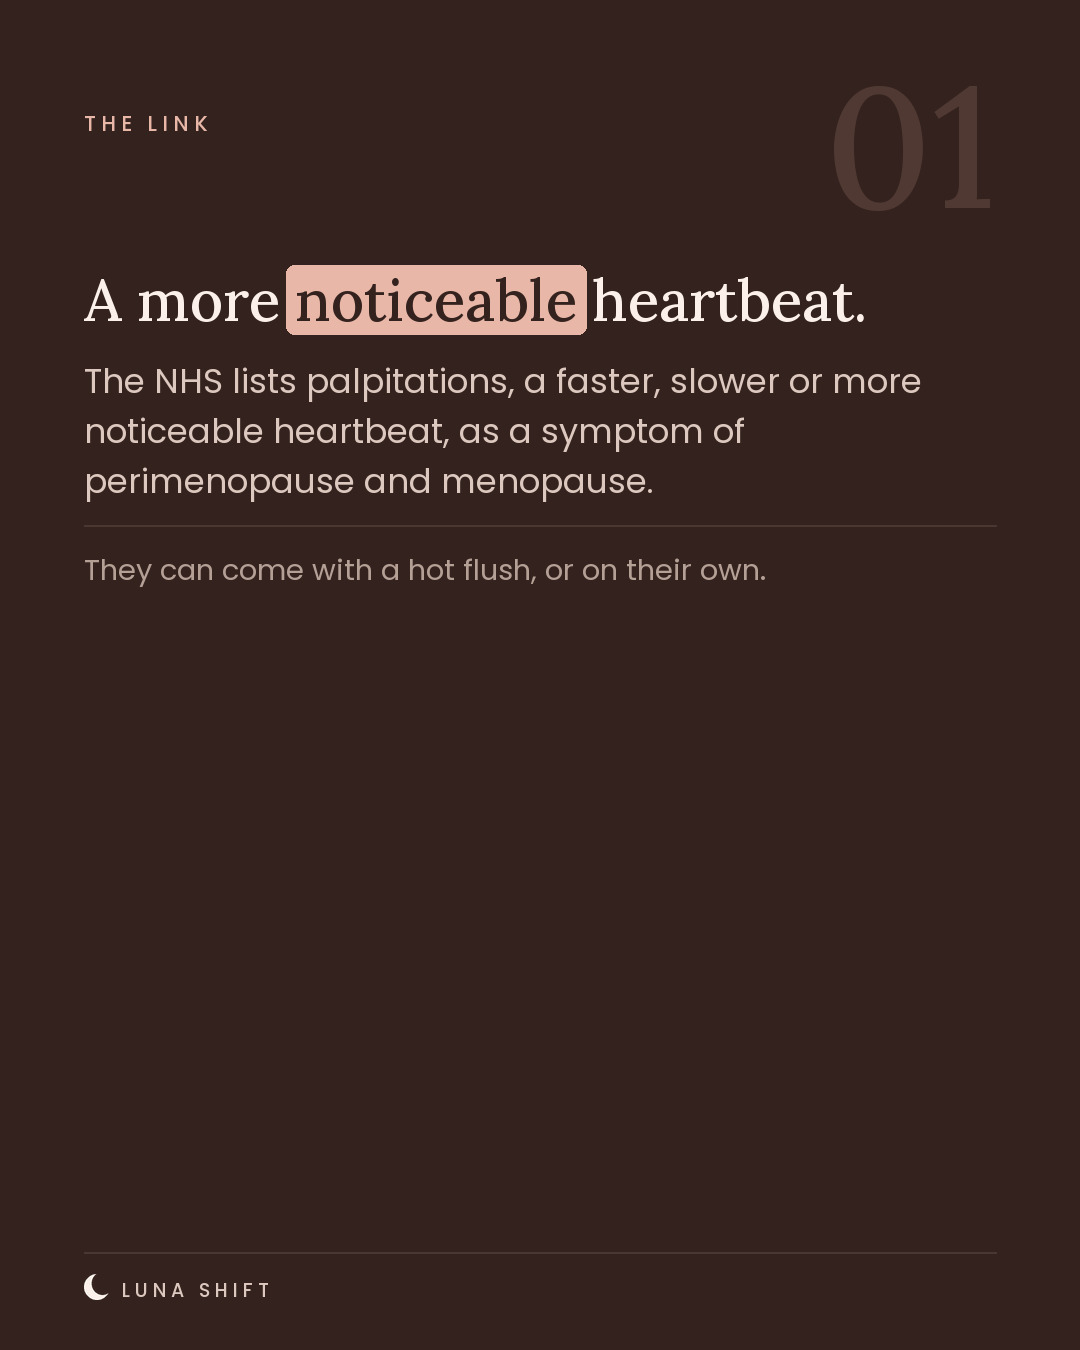 THE LINK
01
A more noticeable heartbeat.
The NHS lists palpitations, a faster, slower or more
noticeable heartbeat, as a symptom of
perimenopause and menopause.
They can come with a hot flush, or on their own.
LUNA SHIFT